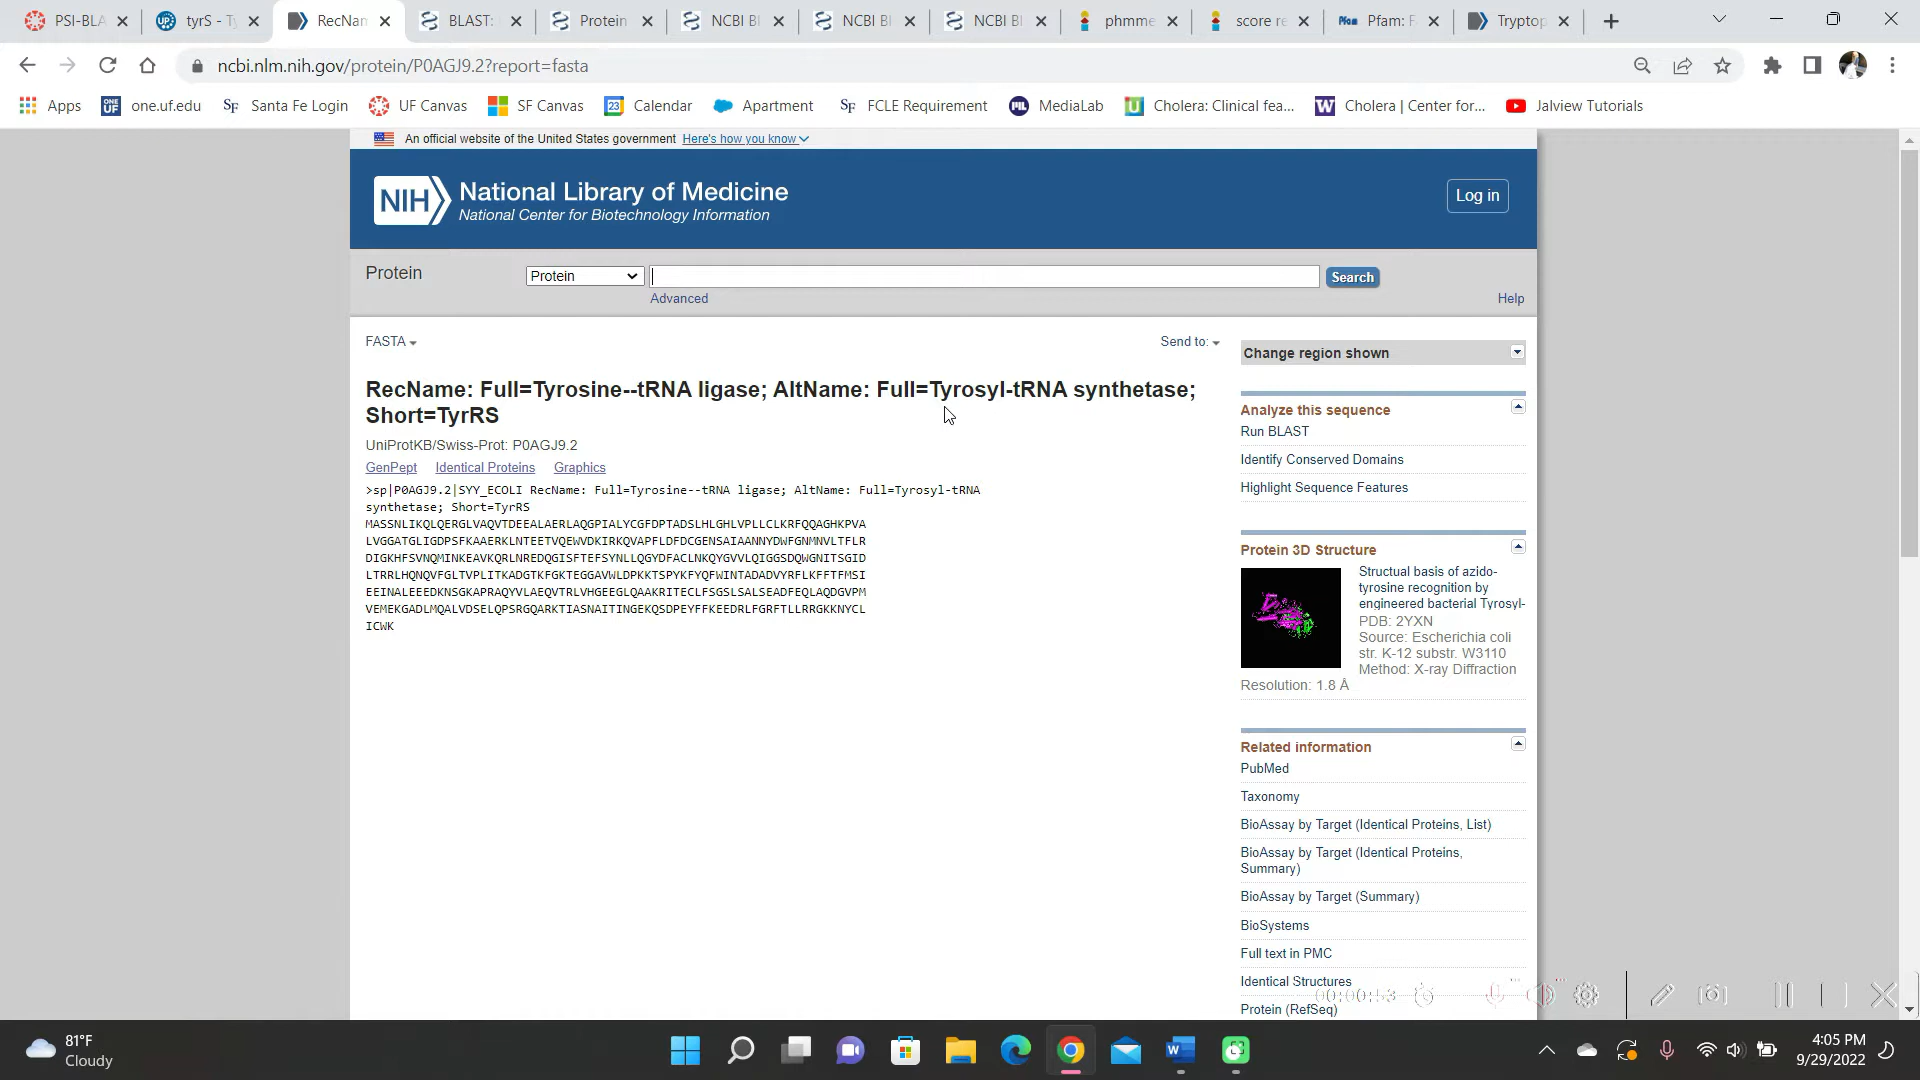 PSI-BLA
tyrS - Ty
RecNam
BLAST:
Protein
NCBI Bl
NCBI Bl
NCBI Bl
phmme
score re
Pfam
Pfam: F
Tryptop
ncbi.nlm.nih.gov/protein/P0AGJ9.2?report=fasta
Apps
one.uf.edu
Santa Fe Login
UF Canvas
SF Canvas
Calendar
Apartment
FCLE Requirement
MediaLab
Cholera: Clinical fea...
Cholera | Center for...
Jalview Tutorials
An official website of the United States government Here's how you know
NIH
National Library of Medicine
National Center for Biotechnology Information
Log in
Protein
Protein
Search
Advanced
Help
FASTA
Send to:
RecName: Full=Tyrosine--tRNA ligase; AltName: Full=Tyrosyl-tRNA synthetase;
Short=TyrRS
UniProtKB/Swiss-Prot: P0AGJ9.2
GenPept Identical Proteins Graphics
>sp|P0AGJ9.2|SYY_ECOLI RecName: Full=Tyrosine--tRNA ligase; AltName: Full=Tyrosyl-tRNA
synthetase; Short=TyrRS
MASSNLIKQLQERGLVAQVTDEEALAERLAQGPIALYCGFDPTADSLHLGHLVPLLCLKRFQQAGHKPVA
LVGGATGLIGDPSFKAAERKLNTEETVQEWVDKIRKQVAPFLDFDCGENSAIAANNYDWFGNMNVLTFLR
DIGKHFSVNQMINKEAVKQRLNREDQGISFTEFSYNLLQGYDFACLNKQYGVVLQIGGSDQWGNITSGID
LTRRLHQNQVFGLTVPLITKADGTKFGKTEGGAVWLDPKKTSPYKFYQFWINTADADVYRFLKFFTFMSI
EEINALEEEDKNSGKAPRAQYVLAEQVTRLVHGEEGLQAAKRITECLFSGSLSALSEADFEQLAQDGVPM
VEMEKGADLMQALVDSELQPSRGQARKTIASNAITINGEKQSDPEYFFKEEDRLFGRFTLLRRGKKNYCL
ICWK
Change region shown
Analyze this sequence
Run BLAST
Identify Conserved Domains
Highlight Sequence Features
Protein 3D Structure
Structual basis of azido-
tyrosine recognition by
engineered bacterial Tyrosyl-
PDB: 2YXN
Source: Escherichia coli
str. K-12 substr. W3110
Method: X-ray Diffraction
Resolution: 1.8 Å
Related information
PubMed
Taxonomy
BioAssay by Target (Identical Proteins, List)
BioAssay by Target (Identical Proteins,
Summary)
BioAssay by Target (Summary)
BioSystems
Full text in PMC
Identical Structures
Protein (RefSeq)
00:00:53
81°F
Cloudy
4:05 PM
9/29/2022